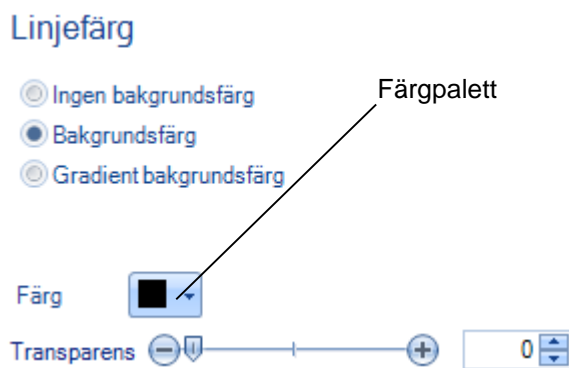 Linjefärg
Ingen bakgrundsfärg
Färgpalett
Bakgrundsfärg
Gradient bakgrundsfärg
Färg
Transparens 0